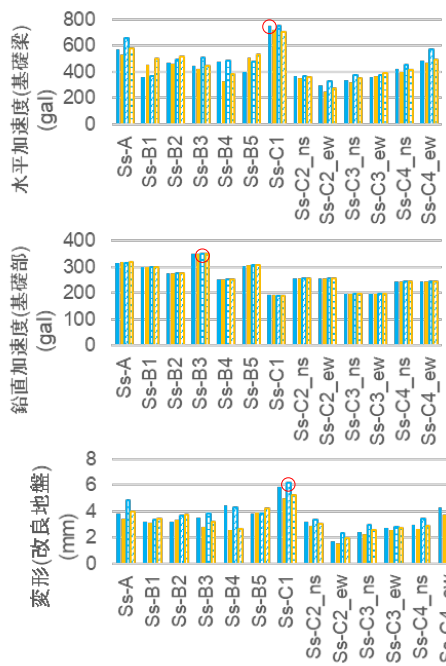 水平加速度(基礎梁)
(gal)
800
600
400
200
0
Ss-A
Ss-B1
Ss-B2
Ss-B3
Ss-B4
Ss-B5
Ss-C1
Ss-C2_ns
Ss-C2_ew
Ss-C3_ns
Ss-C3_ew
Ss-C4_ns
Ss-C4_ew
鉛直加速度(基礎部)
(gal)
400
300
200
100
0
Ss-A
Ss-B1
Ss-B2
Ss-B3
Ss-B4
Ss-B5
Ss-C1
Ss-C2_ns
Ss-C2_ew
Ss-C3_ns
Ss-C3_ew
Ss-C4_ns
Ss-C4_ew
変形(改良地盤)
(mm)
8
6
4
2
0
Ss-A
Ss-B1
Ss-B2
Ss-B3
Ss-B4
Ss-B5
Ss-C1
Ss-C2_ns
Ss-C2_ew
Ss-C3_ns
Ss-C3_ew
Ss-C4_ns
Ss-C4_ew